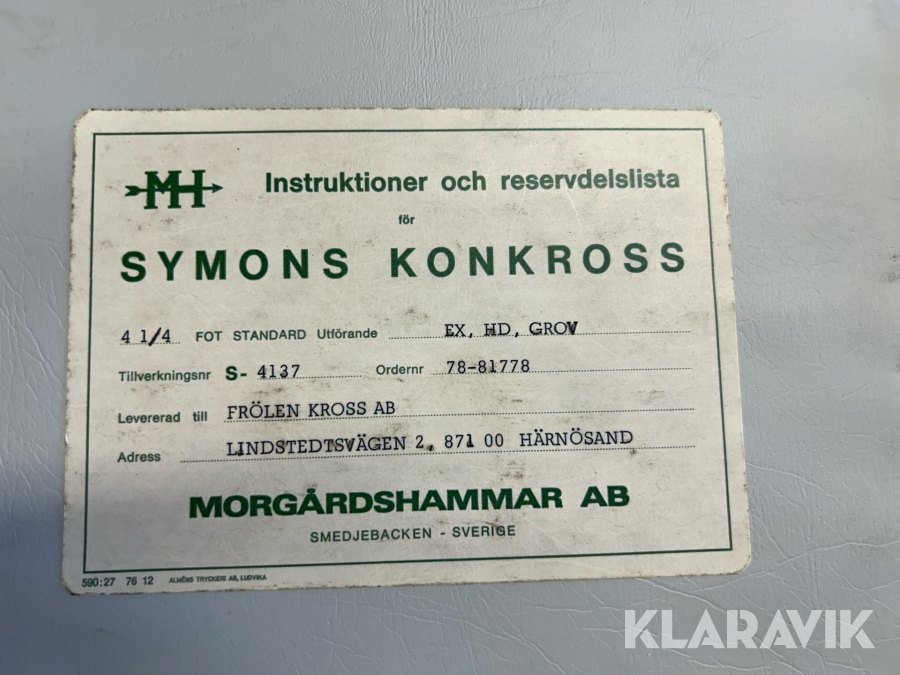 MH Instruktioner och reservdelslista
för
SYMONS KONKROSS
4 1/4 FOT STANDARD Utförande EX, HD, GROV
Tillverkningsnr S- 4137 Ordernr 78-81778
Levererad till FRÖLEN KROSS AB
Adress LINDSTEDTSVÄGEN 2, 871 00 HÄRNÖSAND
MORGÅRDSHAMMAR AB
SMEDJEBACKEN - SVERIGE
590:27 76 12 ALMÉNS TRYCKERI AB, LUDVIKA
KLARAVIK